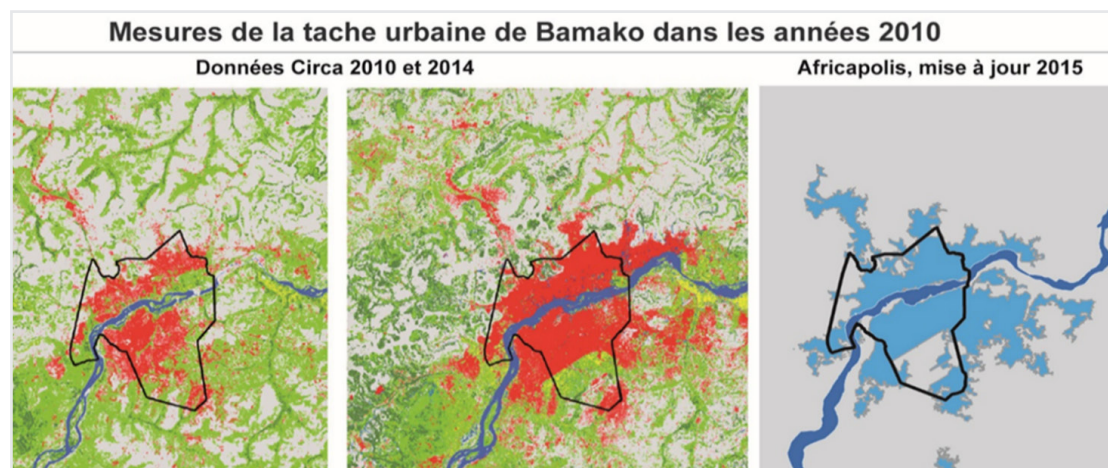 Mesures de la tache urbaine de Bamako dans les années 2010
Données Circa 2010 et 2014
Africapolis, mise à jour 2015